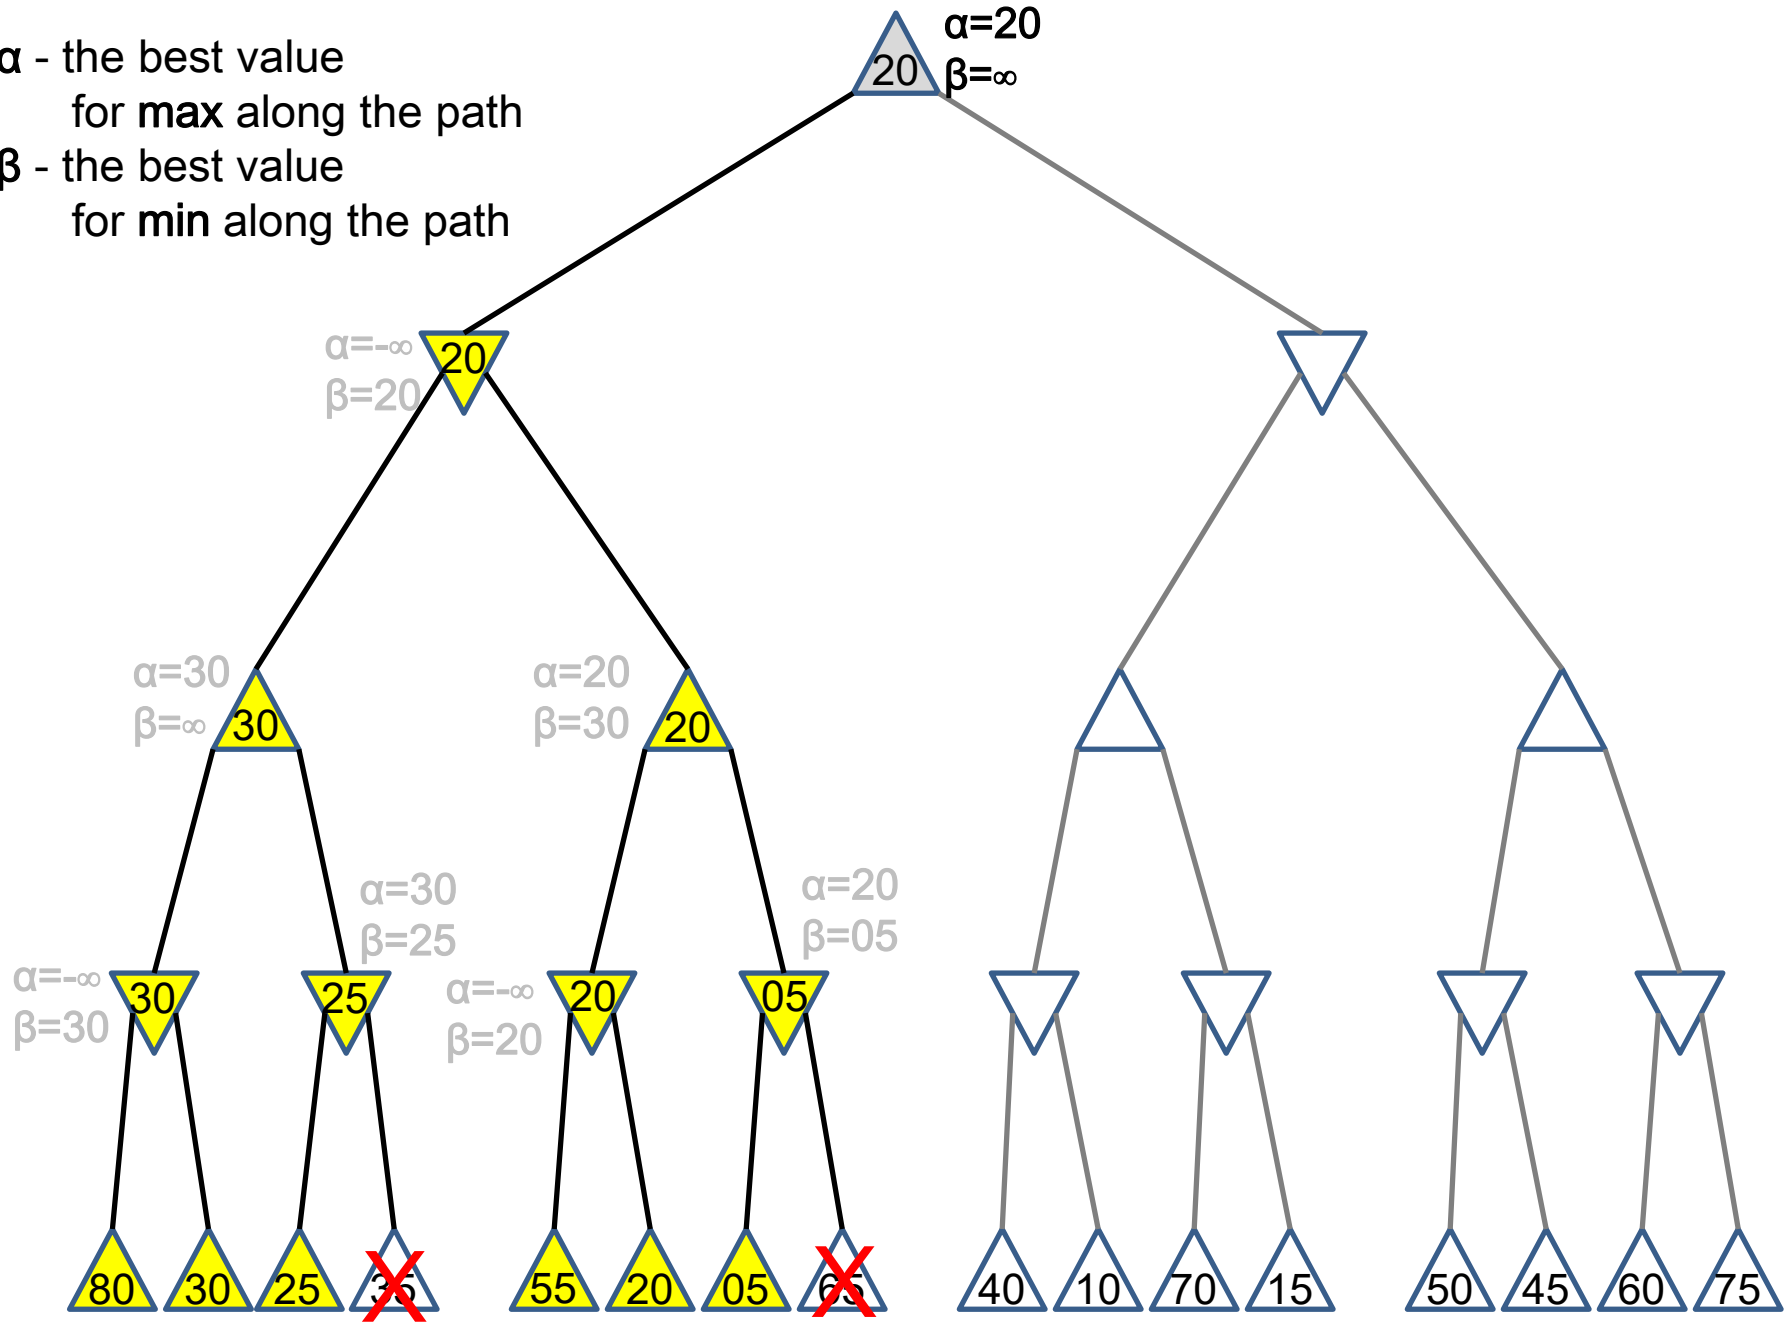 α - the best value
for max along the path
β - the best value
for min along the path
α=20
β=∞
20
α=-∞
β=20
20
α=30
β=∞
30
α=20
β=30
20
α=30
β=25
α=20
β=05
α=-∞
β=30
30
25
α=-∞
β=20
20
05
80 30 25 35 55 20 05 65 40 10 70 15 50 45 60 75